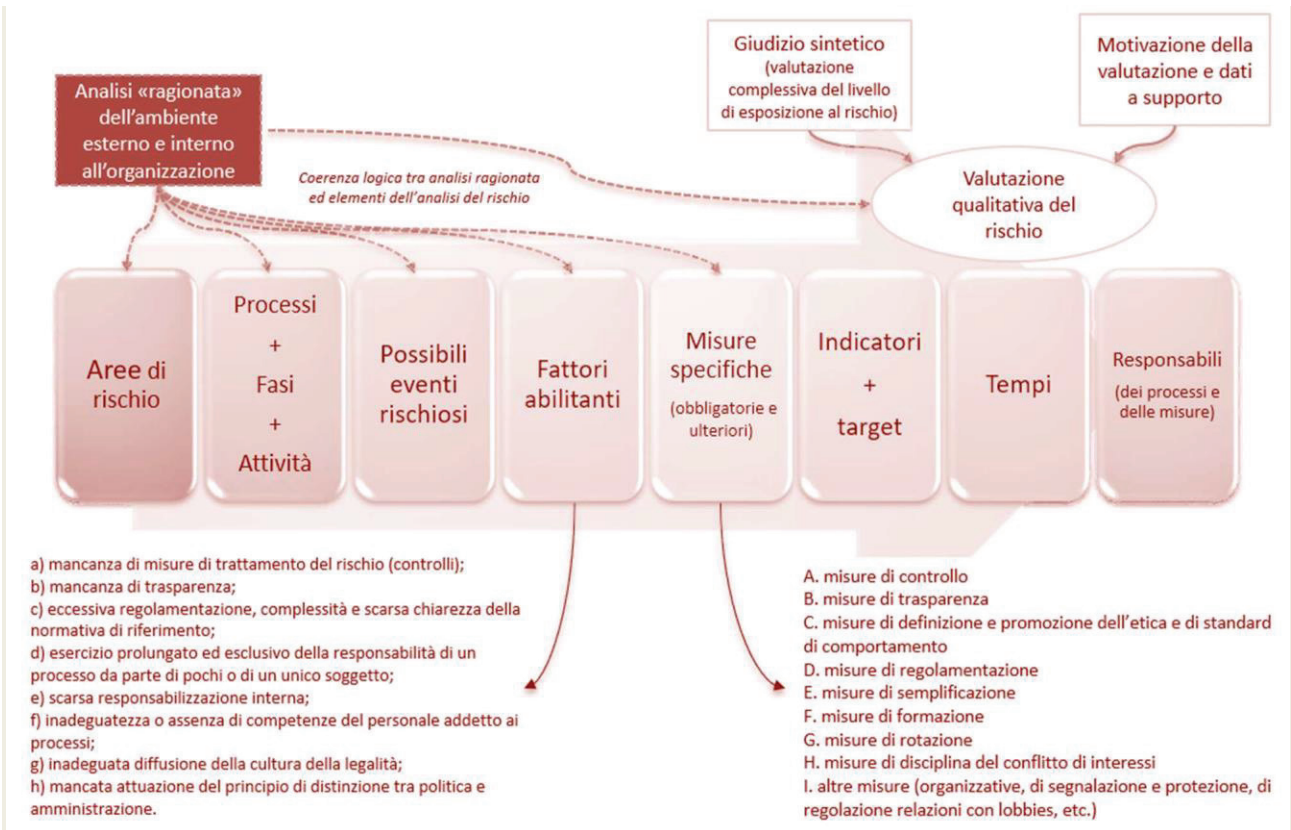 Giudizio sintetico
(valutazione
complessiva del livello
di esposizione al rischio)
Motivazione della
valutazione e dati
a supporto
Analisi «ragionata»
dell'ambiente
esterno e interno
all'organizzazione
Coerenza logica tra analisi ragionata
ed elementi dell'analisi del rischio
Valutazione
qualitativa del
rischio
Aree di
rischio
Processi
+
Fasi
+
Attività
Possibili
eventi
rischiosi
Fattori
abilitanti
Misure
specifiche
(obbligatorie e
ulteriori)
Indicatori
+
target
Tempi
Responsabili
(dei processi e
delle misure)
a) mancanza di misure di trattamento del rischio (controlli);
b) mancanza di trasparenza;
c) eccessiva regolamentazione, complessità e scarsa chiarezza della
normativa di riferimento;
d) esercizio prolungato ed esclusivo della responsabilità di un
processo da parte di pochi o di un unico soggetto;
e) scarsa responsabilizzazione interna;
f) inadeguatezza o assenza di competenze del personale addetto ai
processi;
g) inadeguata diffusione della cultura della legalità;
h) mancata attuazione del principio di distinzione tra politica e
amministrazione.
A. misure di controllo
B. misure di trasparenza
C. misure di definizione e promozione dell'etica e di standard
di comportamento
D. misure di regolamentazione
E. misure di semplificazione
F. misure di formazione
G. misure di rotazione
H. misure di disciplina del conflitto di interessi
I. altre misure (organizzative, di segnalazione e protezione, di
regolazione relazioni con lobbies, etc.)